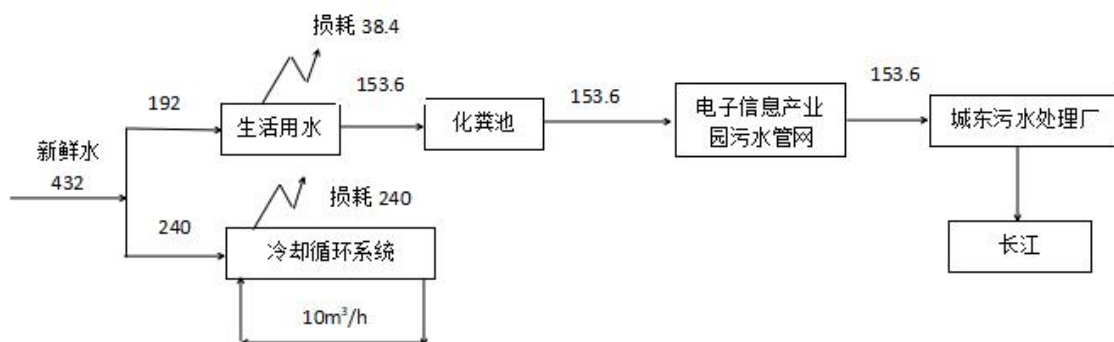 损耗 38.4
192
生活用水
153.6
化粪池
153.6
电子信息产业
园污水管网
153.6
城东污水处理厂
新鲜水
432
损耗 240
240
冷却循环系统
长江
10m³/h